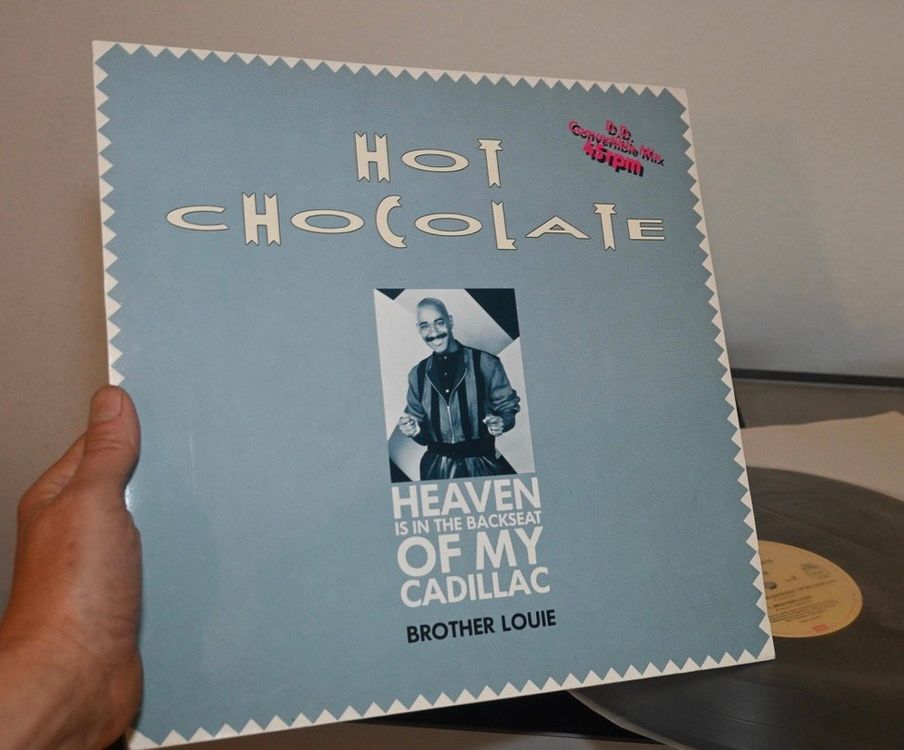 HOT
CHOCOLATE
D.D.
Convertible Mix
45rpm
HEAVEN
IS IN THE BACKSEAT
OF MY
CADILLAC
BROTHER LOUIE